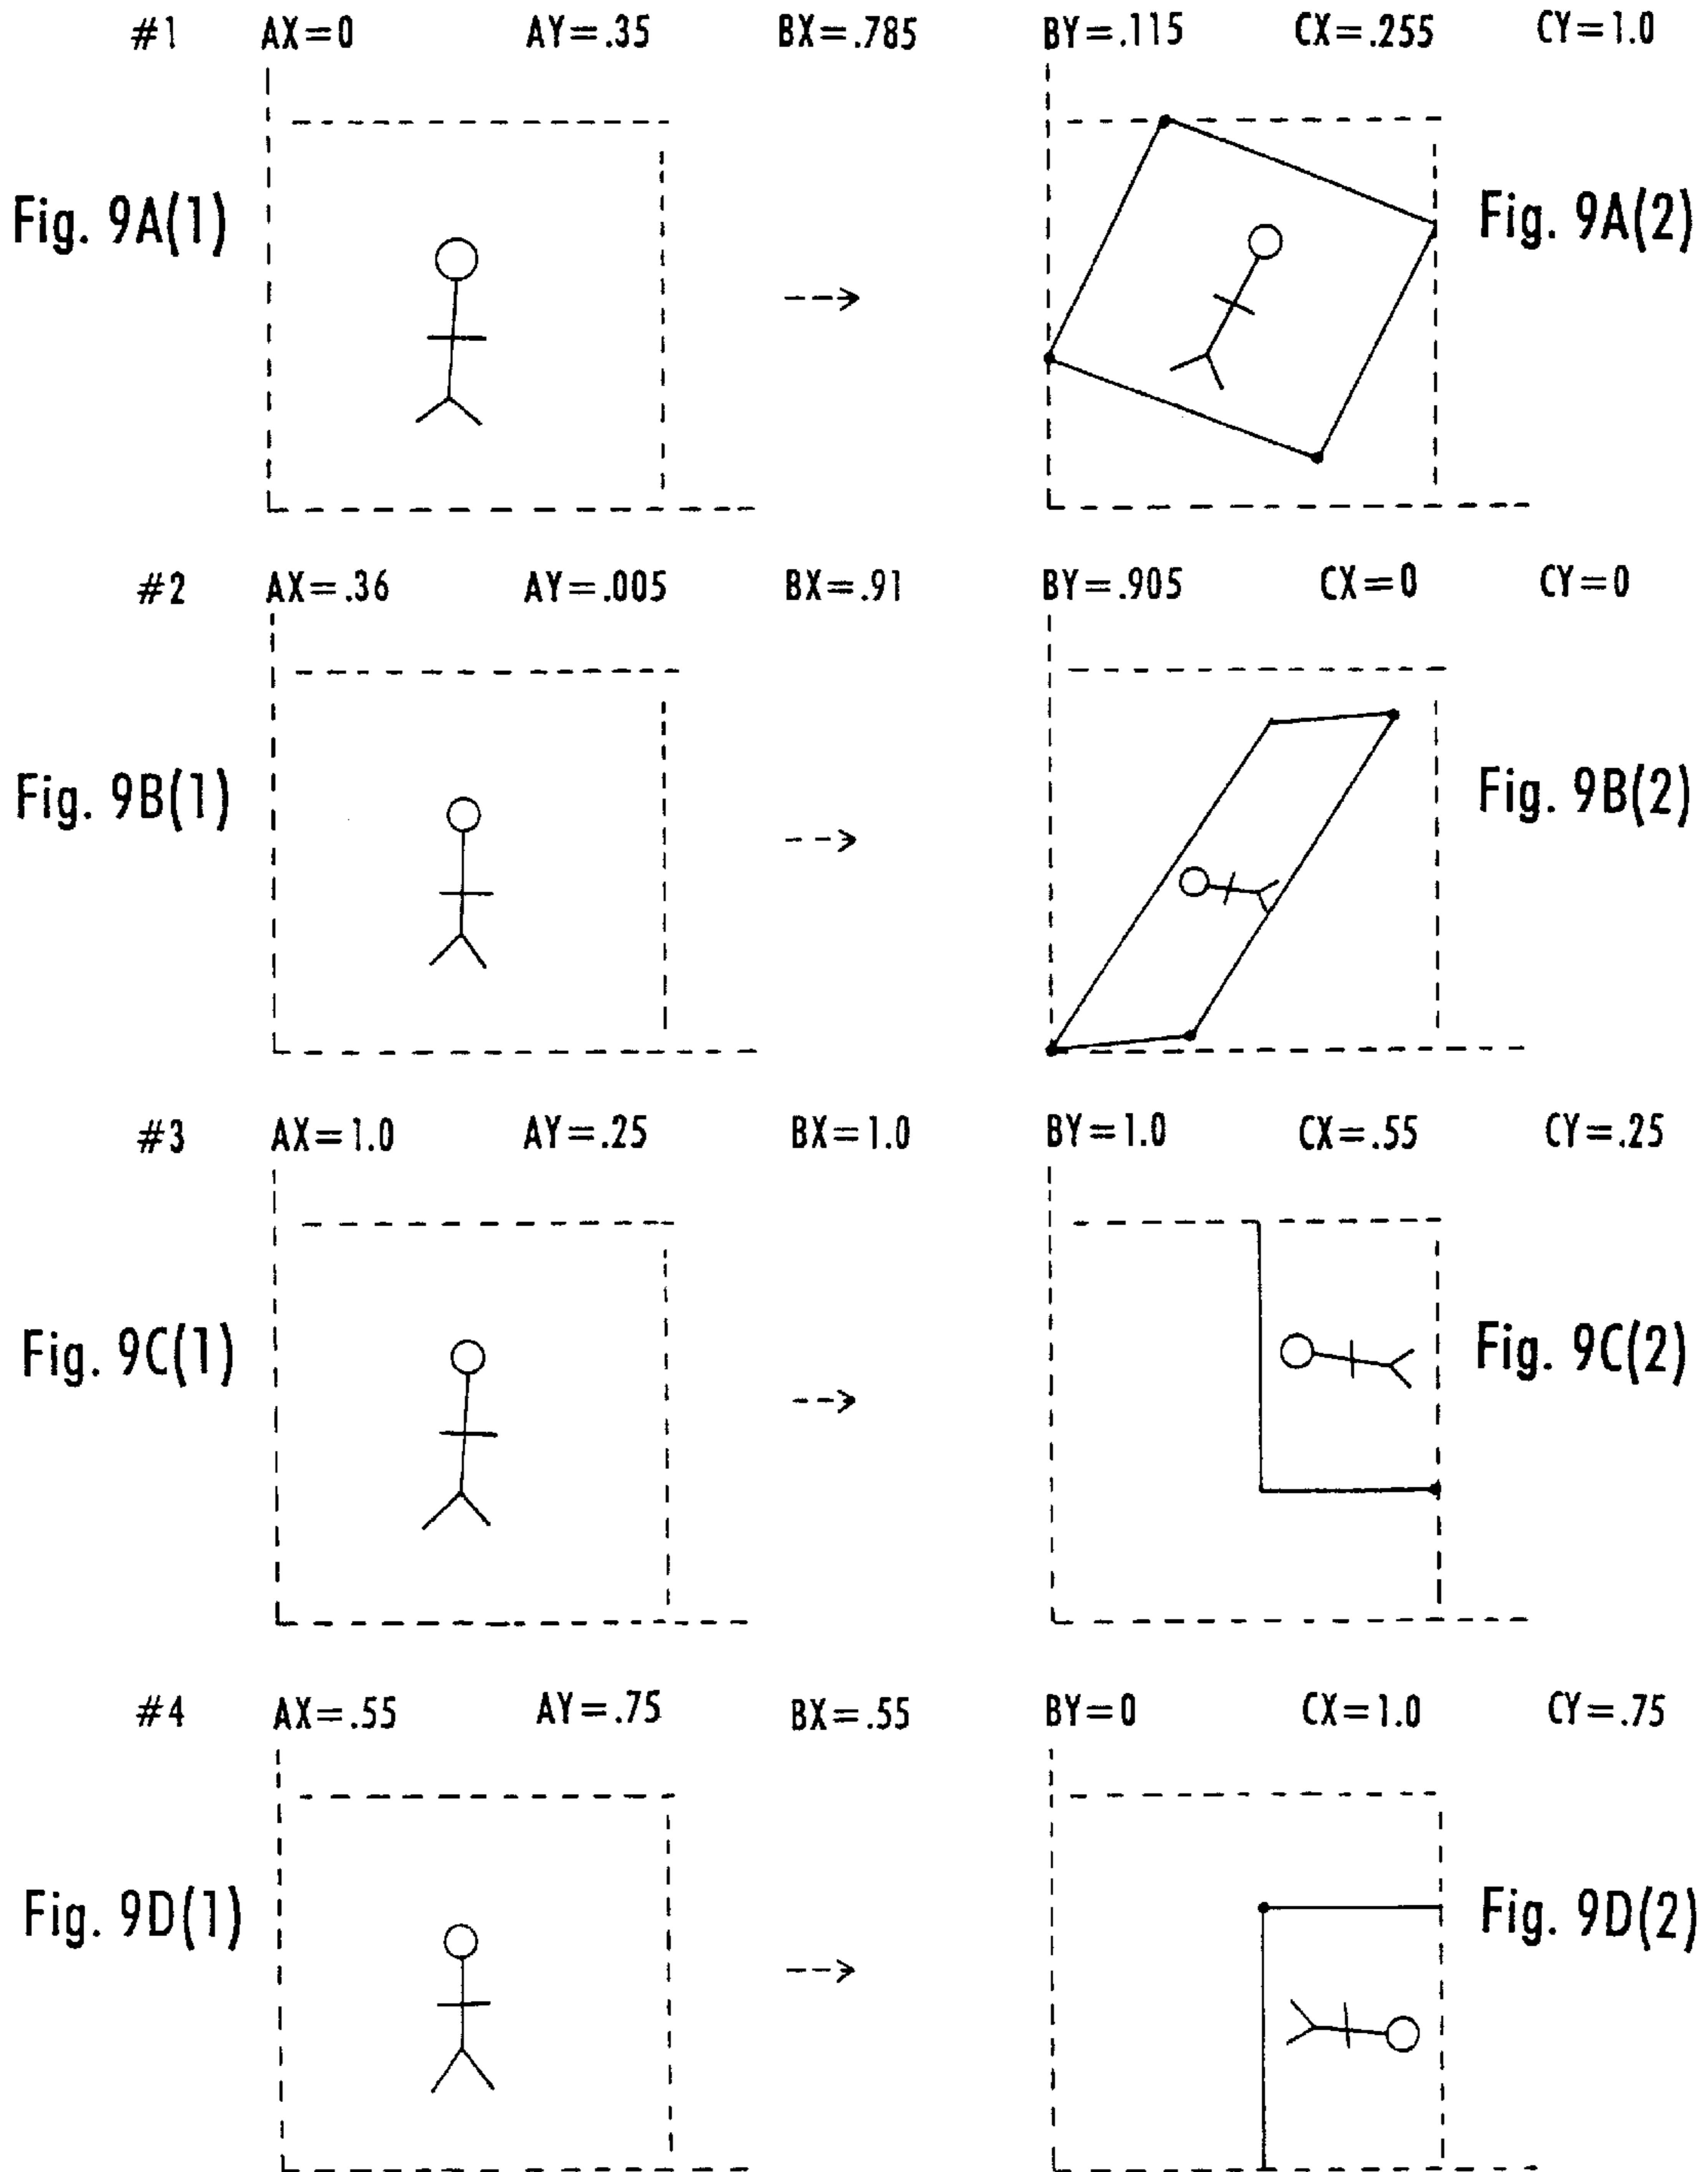 #1 AX=0 AY=.35 BX=.785 BY=.115 CX=.255 CY=1.0
Fig. 9A(1) Fig. 9A(2)
#2 AX=.36 AY=.005 BX=.91 BY=.905 CX=0 CY=0
Fig. 9B(1) Fig. 9B(2)
#3 AX=1.0 AY=.25 BX=1.0 BY=1.0 CX=.55 CY=.25
Fig. 9C(1) Fig. 9C(2)
#4 AX=.55 AY=.75 BX=.55 BY=0 CX=1.0 CY=.75
Fig. 9D(1) Fig. 9D(2)